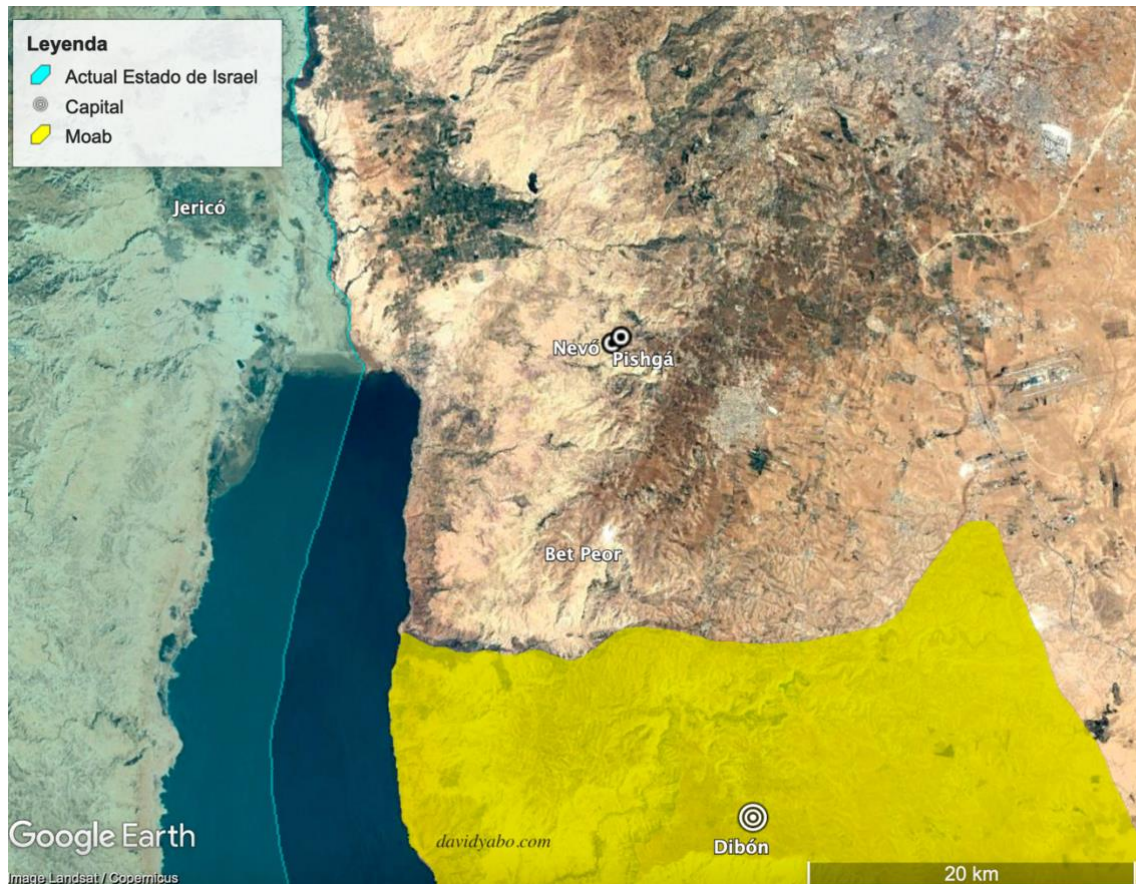 Leyenda
Actual Estado de Israel
Capital
Moab
Jericó
Nevó
Pishgá
Bet Peor
Dibón
Google Earth
davidyabo.com
20 km
Image Landsat / Copernicus